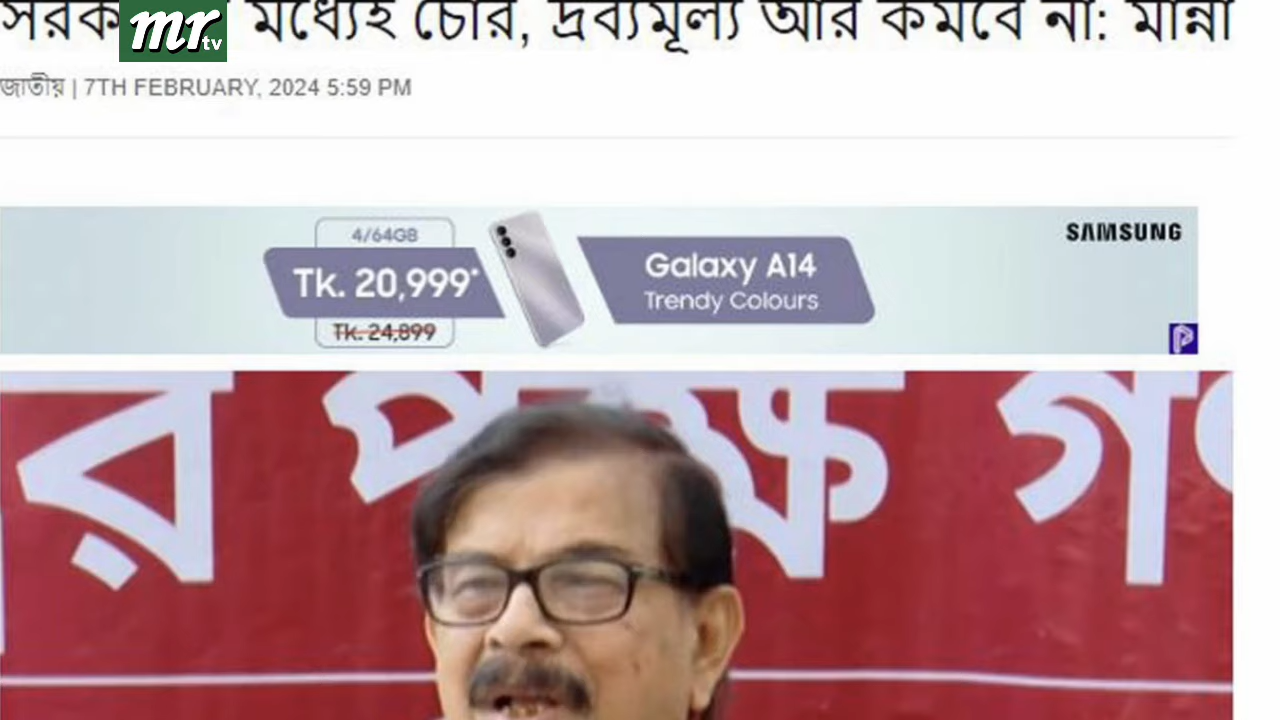 মধ্যেই চোর, দ্রব্যমূল্য আর কমবে না: মান্না
mr tv
জাতীয় | 7TH FEBRUARY, 2024 5:59 PM
4/64GB
Tk. 20,999*
Tk. 24,899
Galaxy A14
Trendy Colours
SAMSUNG
র পক্ষে